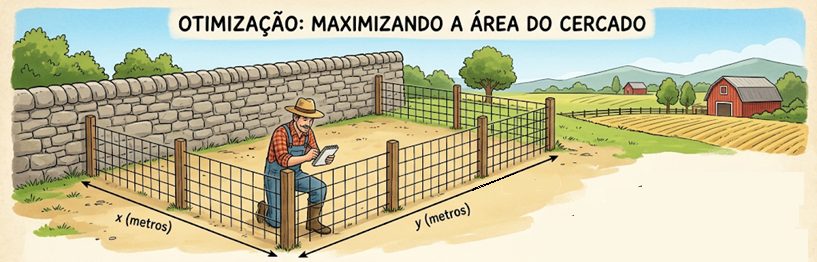 OTIMIZAÇÃO: MAXIMIZANDO A ÁREA DO CERCADO
x (metros)
y (metros)